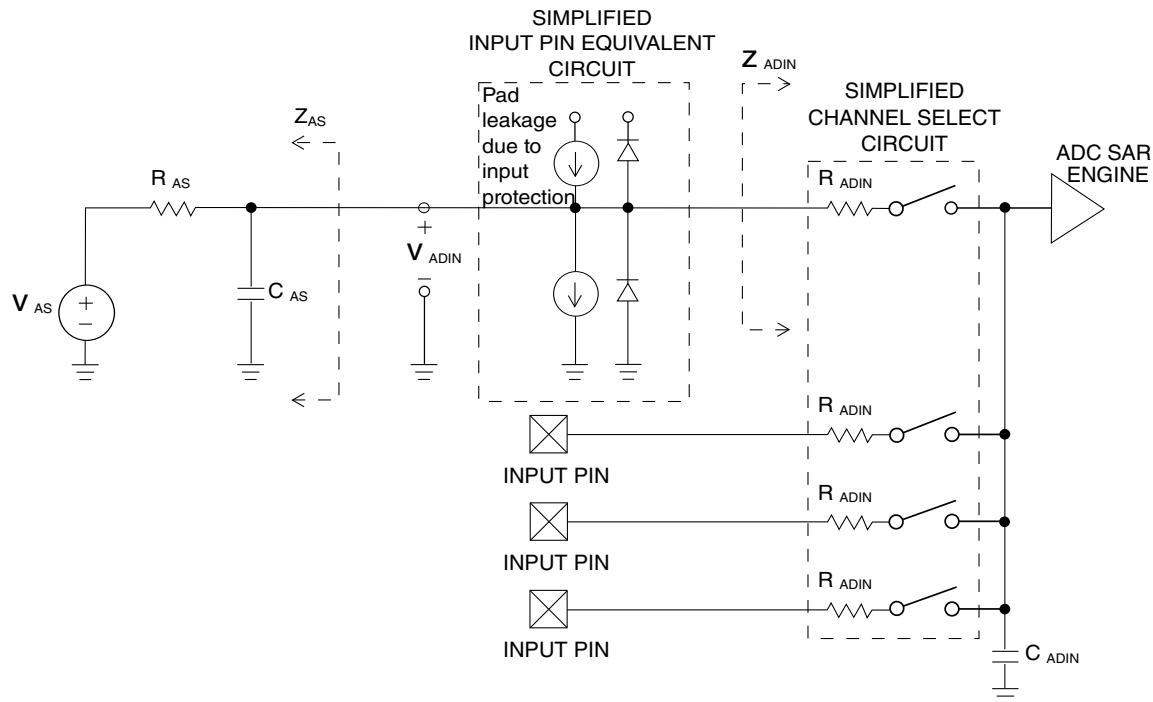 SIMPLIFIED
INPUT PIN EQUIVALENT
CIRCUIT
Z ADIN
SIMPLIFIED
CHANNEL SELECT
CIRCUIT
ADC SAR
ENGINE
Pad
leakage
due to
input
protection
ZAS
R AS
R ADIN
+
V ADIN
–
C AS
V AS
+
–
R ADIN
INPUT PIN
R ADIN
INPUT PIN
R ADIN
INPUT PIN
C ADIN